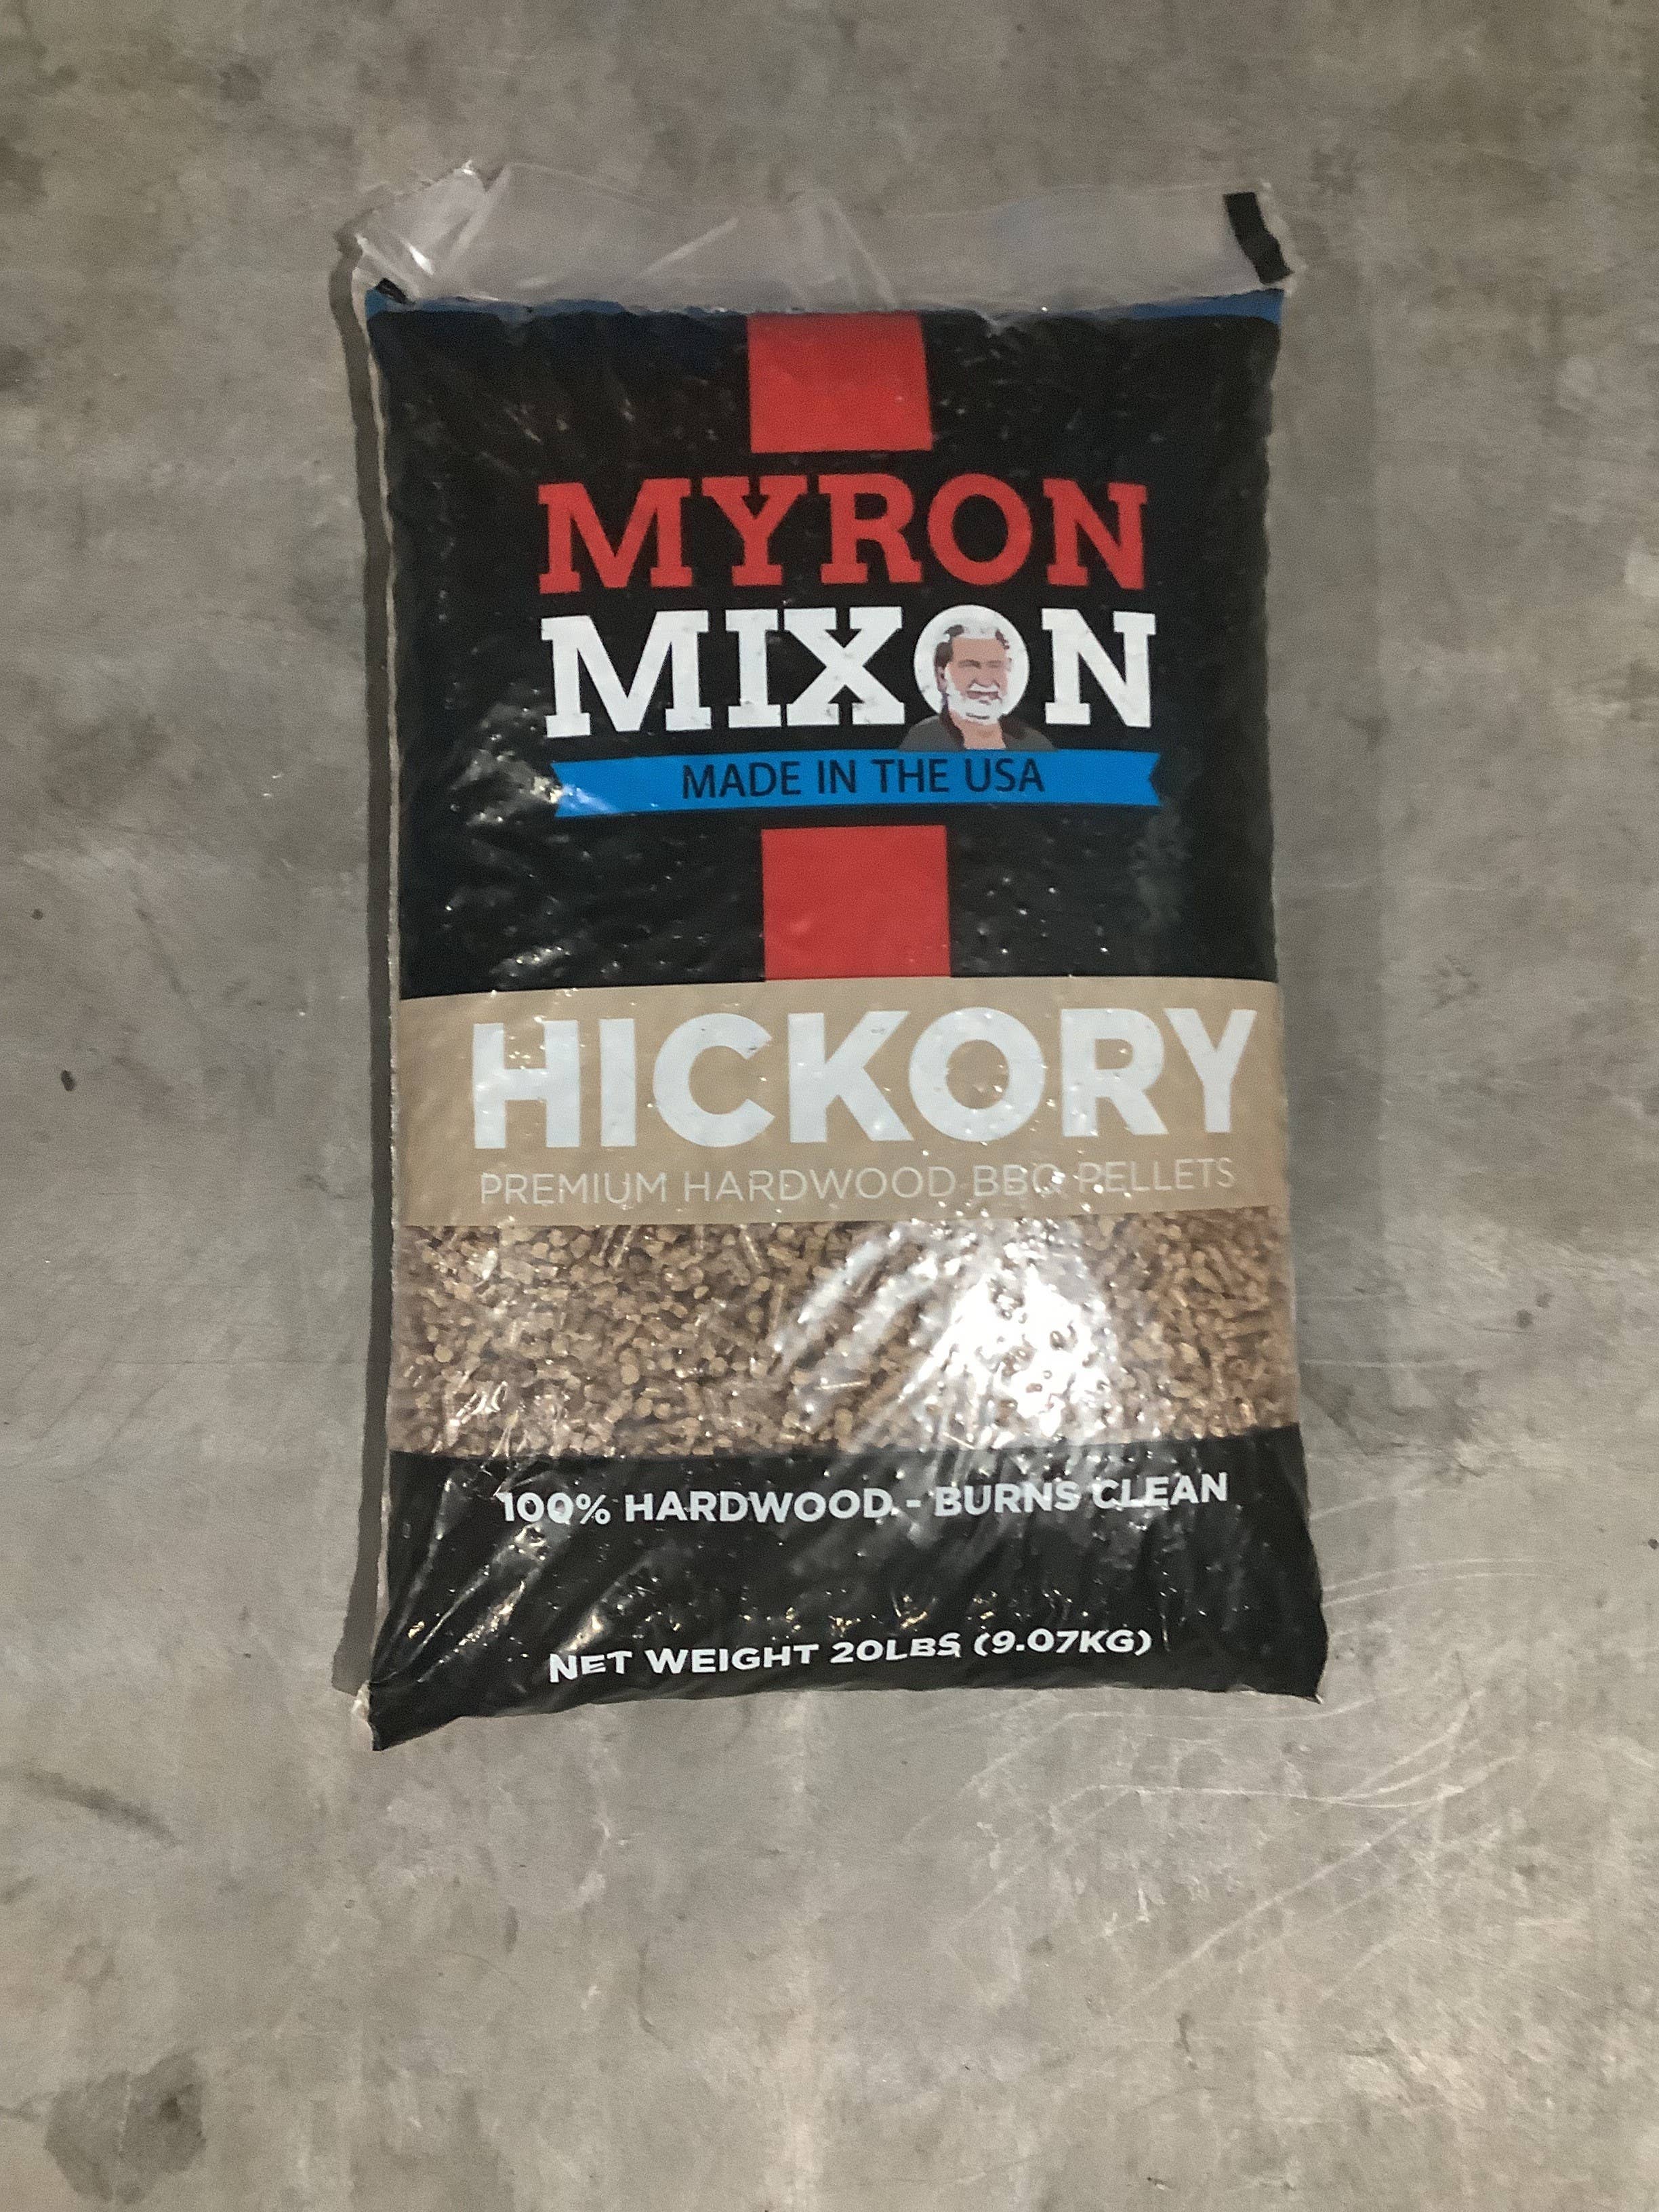 MYRON
MIXON
MADE IN THE USA
HICKORY
PREMIUM HARDWOOD BBQ PELLETS
100% HARDWOOD - BURNS CLEAN
NET WEIGHT 20LBS (9.07KG)